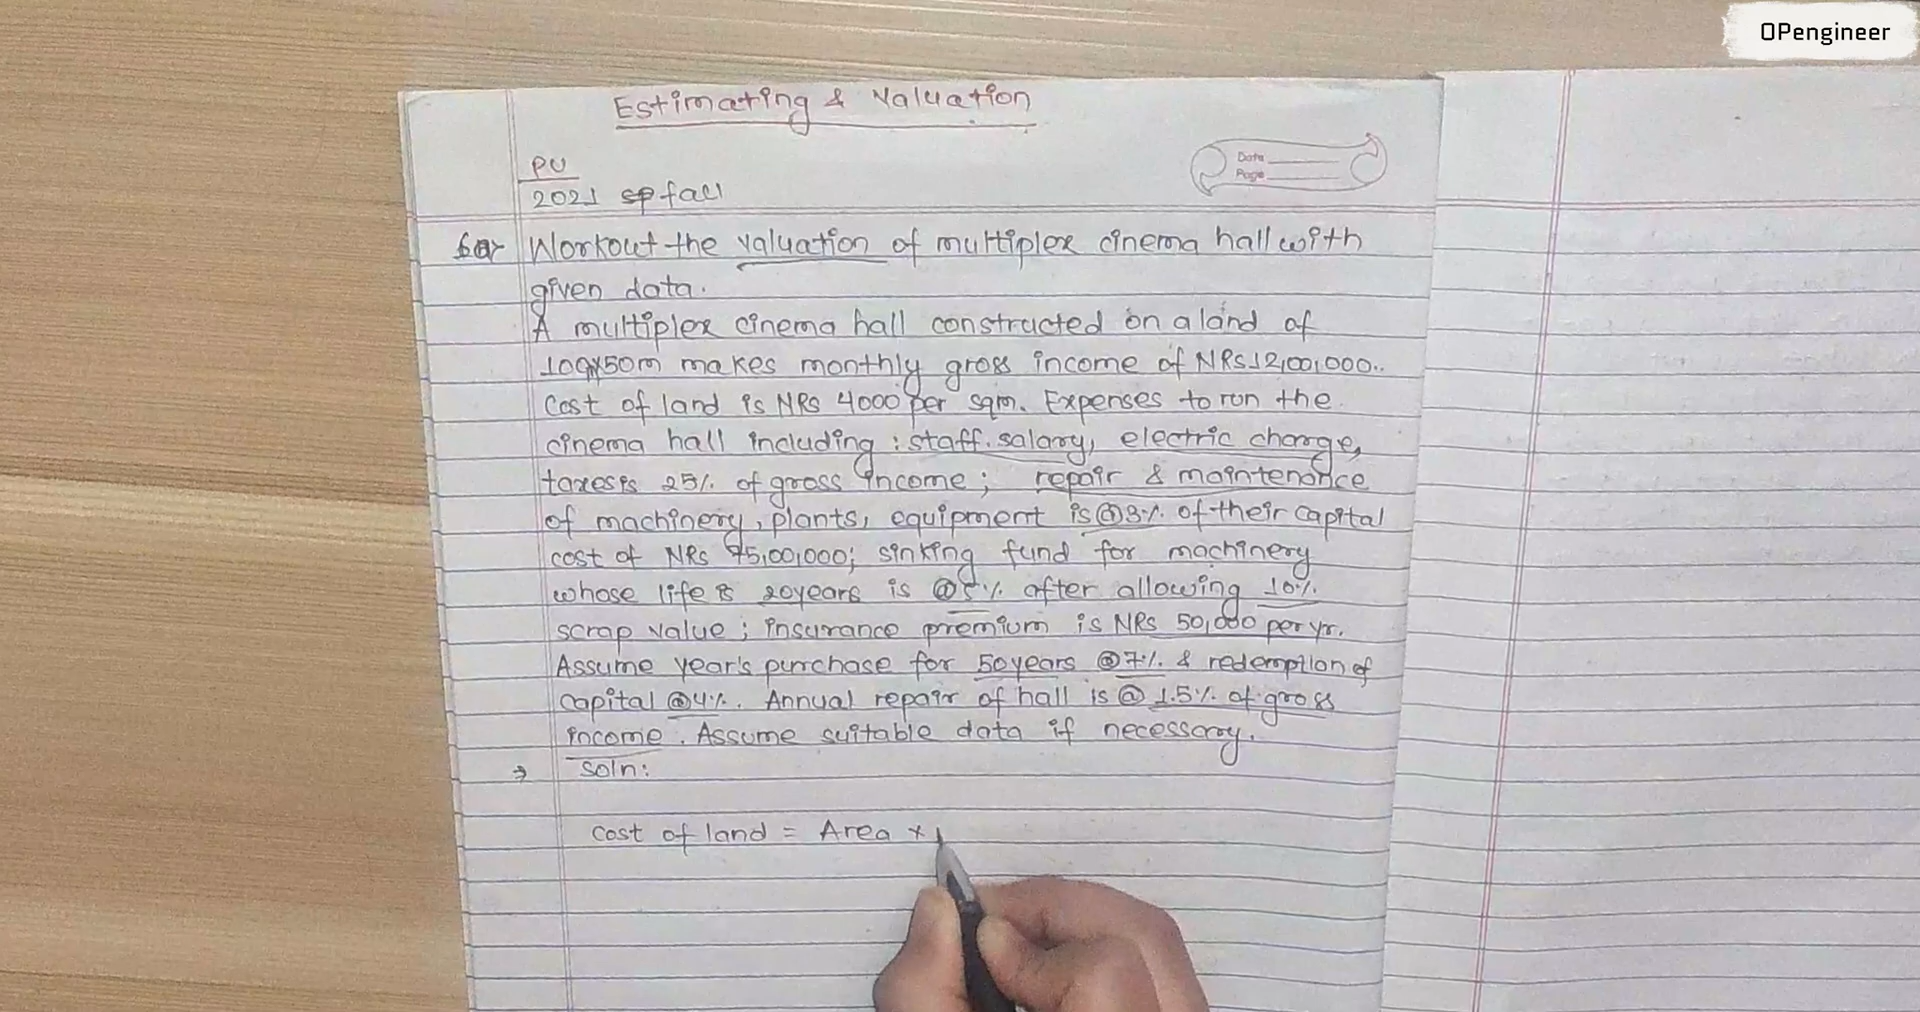 OPengineer
Estimating & Valuation
Date
Page
PU
2021 fall
6a) Workout the valuation of multiplex cinema hall with
given data.
A multiplex cinema hall constructed on a land of
100x50m makes monthly gross income of NRs 12,00,000.
Cost of land is NRs 4000 per sqm. Expenses to run the
cinema hall including : staff salary, electric charge,
taxes is 25% of gross income; repair & maintenance
of machinery, plants, equipment is @3% of their capital
cost of NRs 75,00,000; sinking fund for machinery
whose life is 20years is @5% after allowing 10%
scrap value; insurance premium is NRs 50,000 per yr.
Assume year's purchase for 50years @7% & redemption of
capital @4%. Annual repair of hall is @ 1.5% of gross
income. Assume suitable data if necessary.
→ Soln:
Cost of land = Area ×